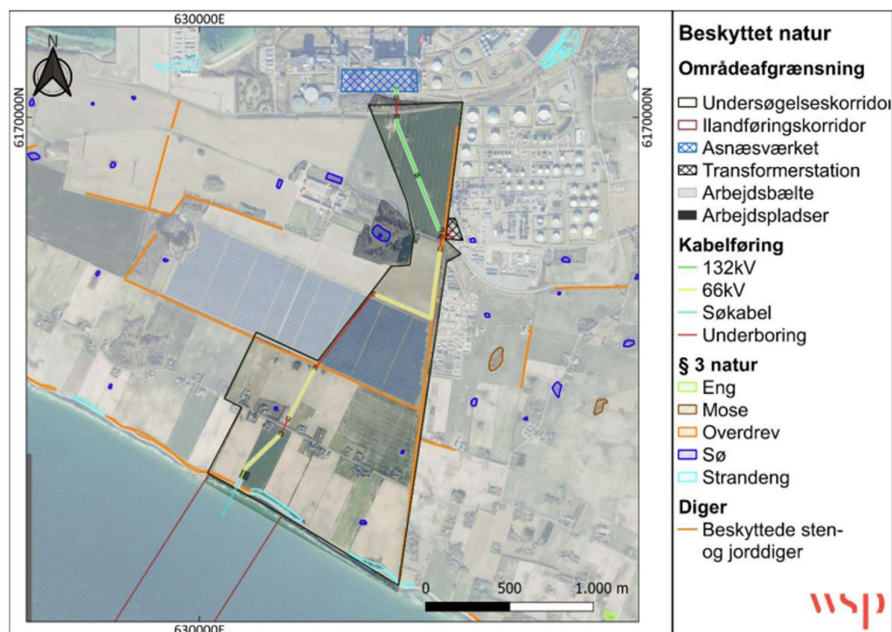 630000E
N
6170000N
6170000N
0 500 1.000 m
630000E
Beskyttet natur
Områdeafgrænsning
Undersøgelseskorridor
Ilandføringskorridor
Asnæsværket
Transformerstation
Arbejdsbælte
Arbejdspladser
Kabelføring
132kV
66kV
Søkabel
Underboring
§ 3 natur
Eng
Mose
Overdrev
Sø
Strandeng
Diger
Beskyttede sten-
og jorddiger
wsp